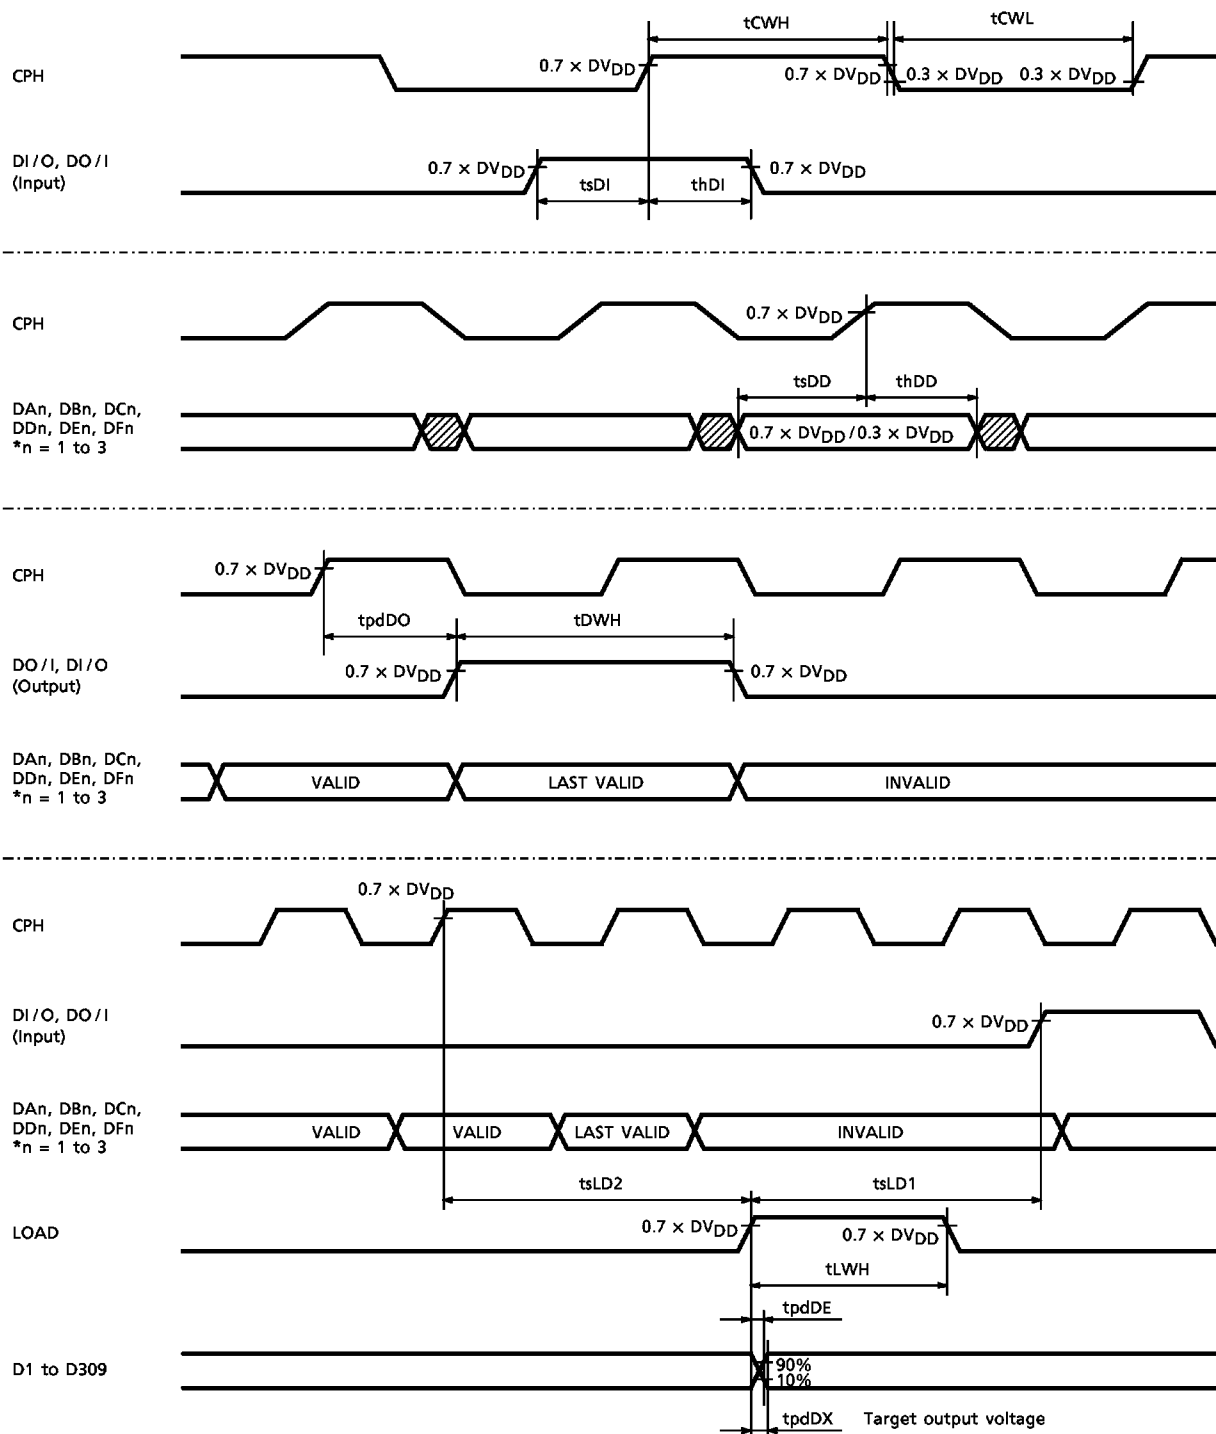 tCWH
tCWL
CPH
0.7 × DVDD
0.7 × DVDD
0.3 × DVDD
0.3 × DVDD
DI/O, DO/I
(Input)
0.7 × DVDD
0.7 × DVDD
tsDI
thDI
CPH
0.7 × DVDD
tsDD
thDD
DAn, DBn, DCn,
DDn, DEn, DFn
*n = 1 to 3
0.7 × DVDD/0.3 × DVDD
CPH
0.7 × DVDD
tpdDO
tDWH
DO/I, DI/O
(Output)
0.7 × DVDD
0.7 × DVDD
DAn, DBn, DCn,
DDn, DEn, DFn
*n = 1 to 3
VALID
LAST VALID
INVALID
0.7 × DVDD
CPH
DI/O, DO/I
(Input)
0.7 × DVDD
DAn, DBn, DCn,
DDn, DEn, DFn
*n = 1 to 3
VALID
VALID
LAST VALID
INVALID
tsLD2
tsLD1
LOAD
0.7 × DVDD
0.7 × DVDD
tLWH
tpdDE
D1 to D309
90%
10%
tpdDX
Target output voltage